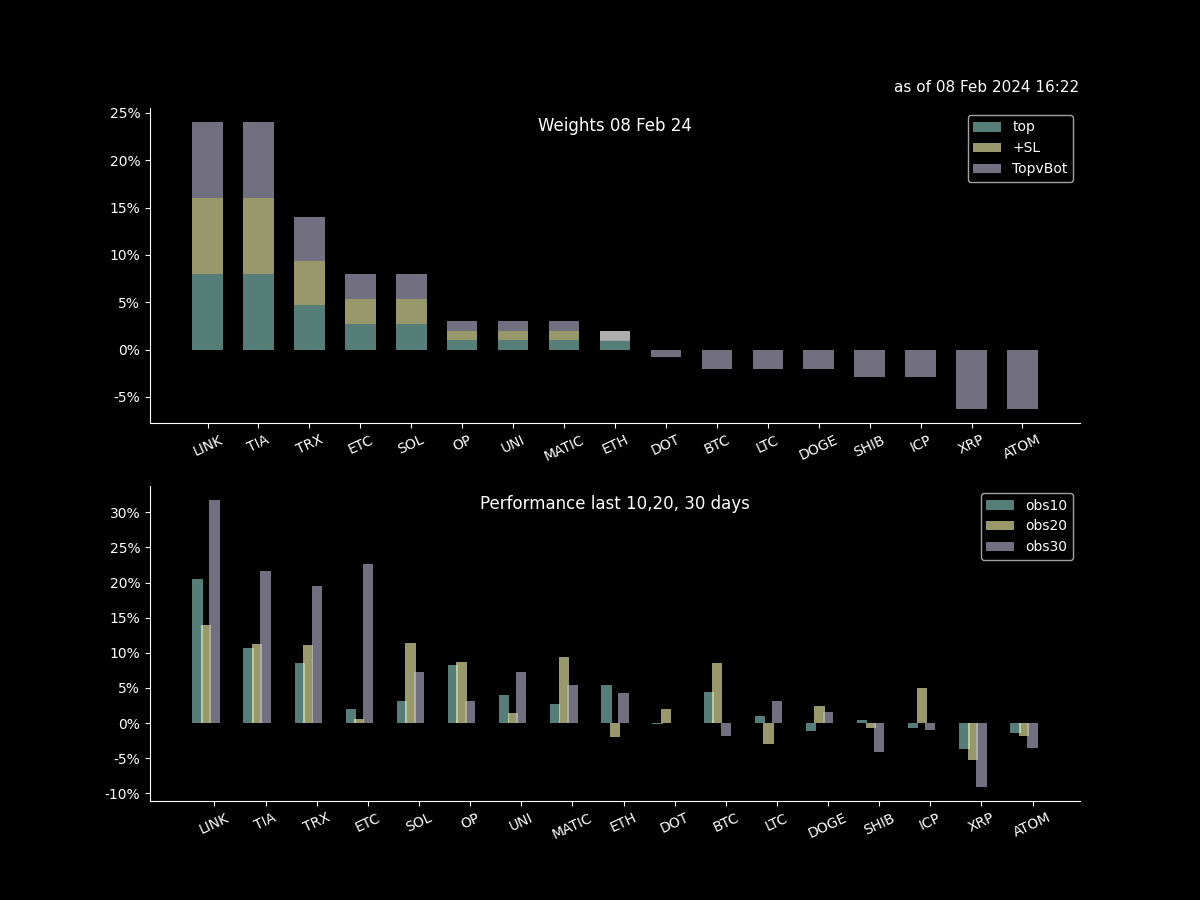 as of 08 Feb 2024 16:22
Weights 08 Feb 24
top
+SL
TopvBot
25%
20%
15%
10%
5%
0%
-5%
LINK TIA TRX ETC SOL OP UNI MATIC ETH DOT BTC LTC DOGE SHIB ICP XRP ATOM
Performance last 10,20, 30 days
obs10
obs20
obs30
30%
25%
20%
15%
10%
5%
0%
-5%
-10%
LINK TIA TRX ETC SOL OP UNI MATIC ETH DOT BTC LTC DOGE SHIB ICP XRP ATOM